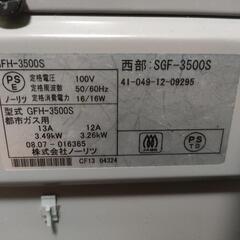 GFH-3500S
西部: SGF-3500S
PS
E
定格電圧 100V
定格周波数 50/60Hz
ノーリツ 定格消費電力 16/16W
41-049-12-09295
型式 GFH-3500S
都市ガス用
13A 12A
3.49kW 3.26kW
08.07-016365
株式会社ノーリツ
CF13 04324
PS
TG